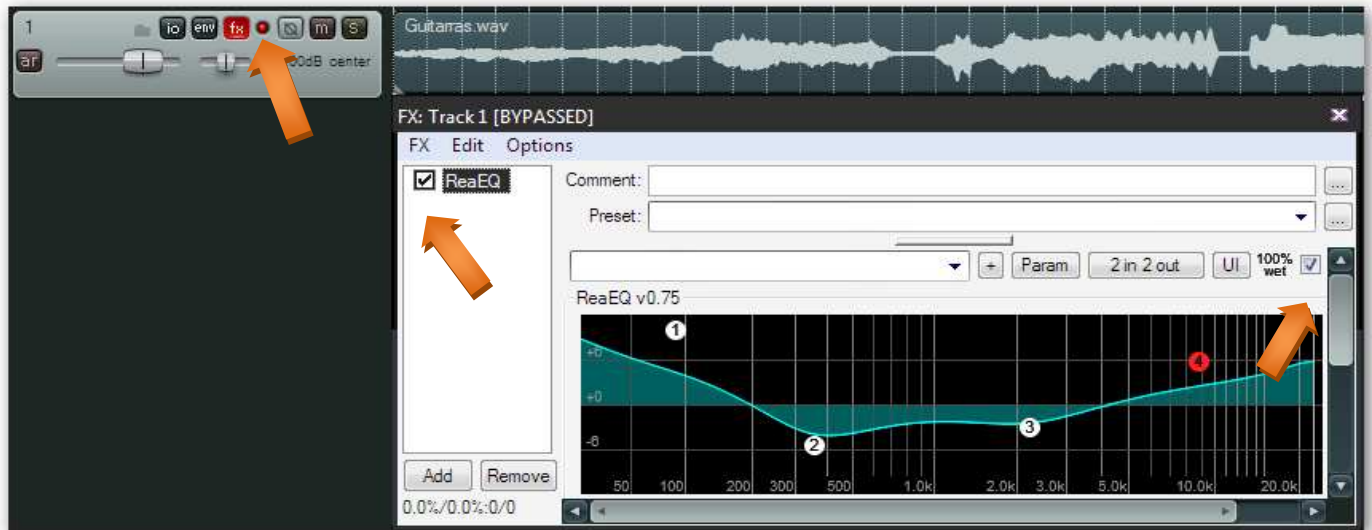 1 io env fx m S
ar 0dB center
Guitarras.wav
FX: Track 1 [BYPASSED]
FX Edit Options
ReaEQ
Comment: ...
Preset: ...
+ Param 2 in 2 out UI 100% wet
ReaEQ v0.75
1
+6
4
+0
3
2
-6
50 100 200 300 500 1.0k 2.0k 3.0k 5.0k 10.0k 20.0k
Add Remove
0.0%/0.0%:0/0